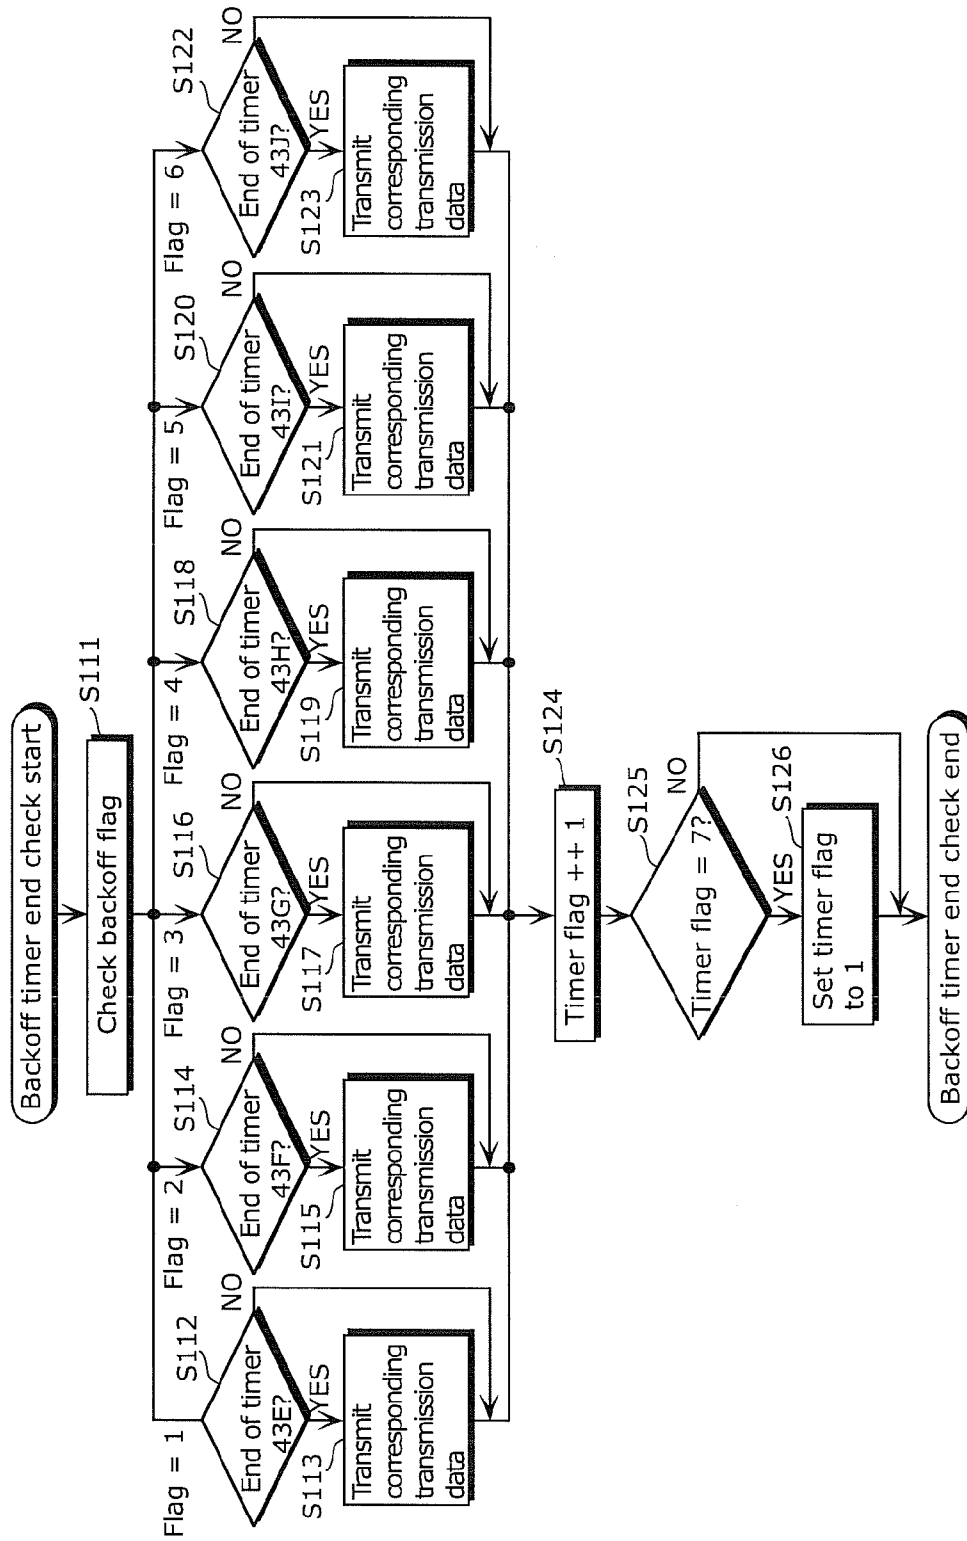 Backoff timer end check start
S111
Check backoff flag
Flag = 1
S112
End of timer
43E?
NO
YES
S113
Transmit
corresponding
transmission
data
Flag = 2
S114
End of timer
43F?
NO
YES
S115
Transmit
corresponding
transmission
data
Flag = 3
S116
End of timer
43G?
NO
YES
S117
Transmit
corresponding
transmission
data
Flag = 4
S118
End of timer
43H?
NO
YES
S119
Transmit
corresponding
transmission
data
Flag = 5
S120
End of timer
43I?
NO
YES
S121
Transmit
corresponding
transmission
data
Flag = 6
S122
End of timer
43J?
NO
YES
S123
Transmit
corresponding
transmission
data
S124
Timer flag ++ 1
S125
Timer flag = 7?
NO
YES
S126
Set timer flag
to 1
Backoff timer end check end